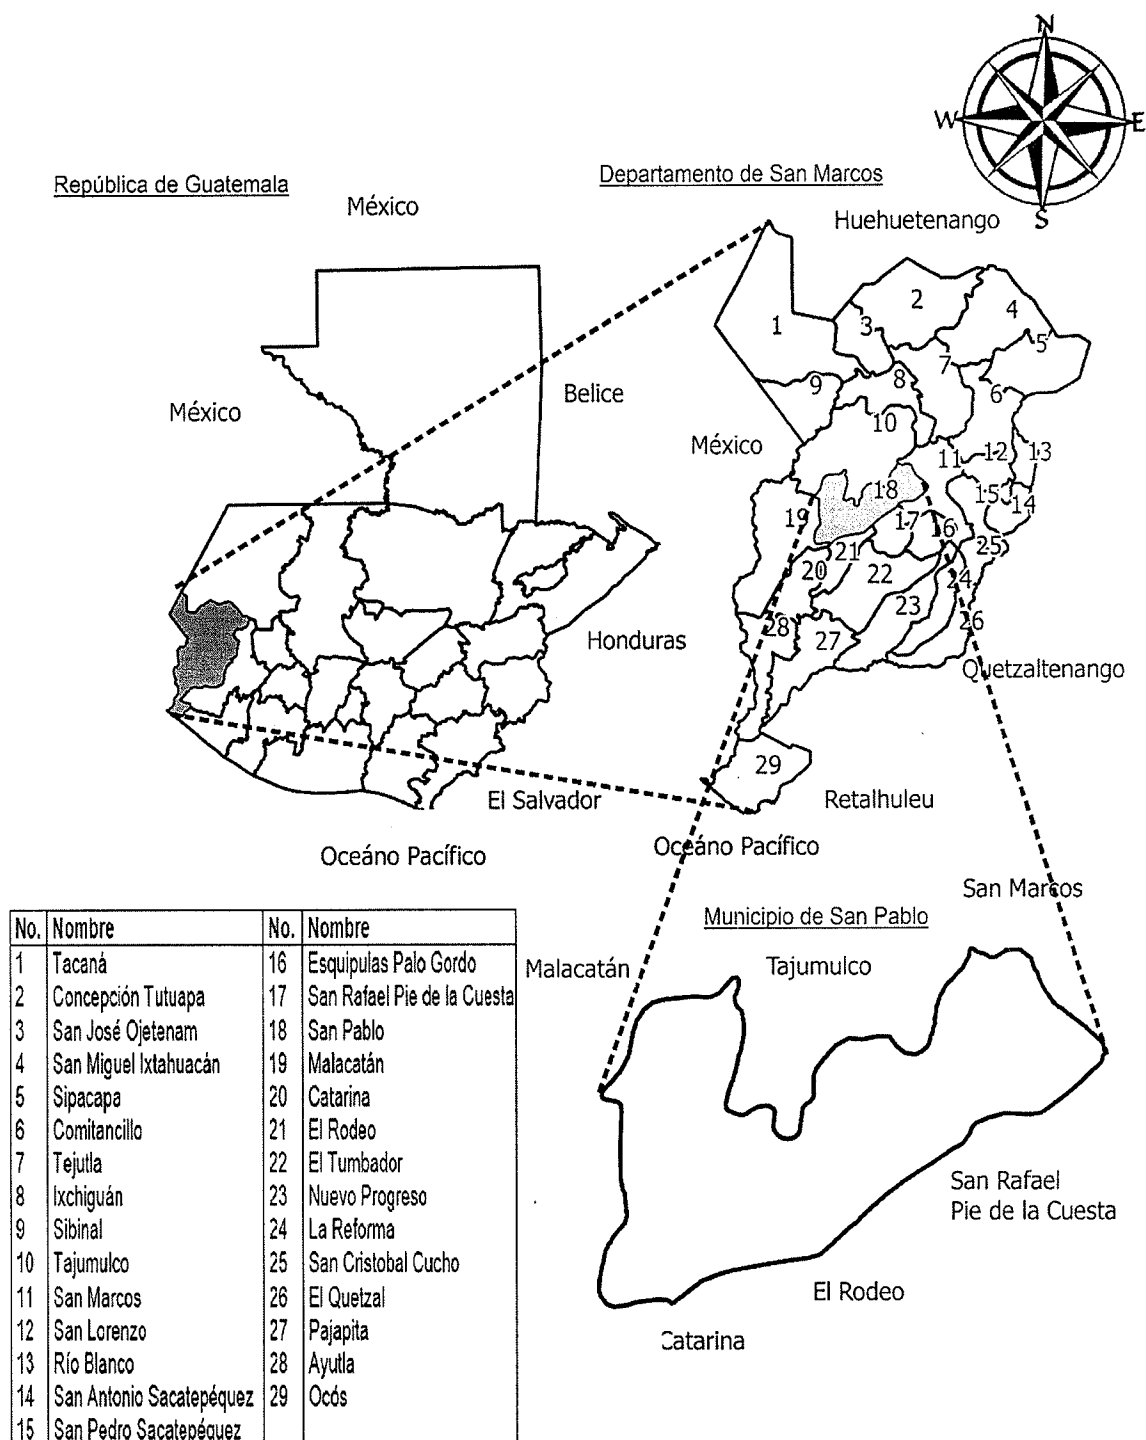 N
W E
S
República de Guatemala
Departamento de San Marcos
México
Huehuetenango
México
Belice
México
Honduras
El Salvador
Oceáno Pacífico
Quetzaltenango
Retalhuleu
Oceáno Pacífico
1
2
3
4
5
6
7
8
9
10
11
12
13
14
15
16
17
18
19
20
21
22
23
24
25
26
27
28
29
San Marcos
Municipio de San Pablo
Malacatán
Tajumulco
San Rafael
Pie de la Cuesta
El Rodeo
Catarina
No. Nombre No. Nombre
1 Tacaná 16 Esquipulas Palo Gordo
2 Concepción Tutuapa 17 San Rafael Pie de la Cuesta
3 San José Ojetenam 18 San Pablo
4 San Miguel Ixtahuacán 19 Malacatán
5 Sipacapa 20 Catarina
6 Comitancillo 21 El Rodeo
7 Tejutla 22 El Tumbador
8 Ixchiguán 23 Nuevo Progreso
9 Sibinal 24 La Reforma
10 Tajumulco 25 San Cristobal Cucho
11 San Marcos 26 El Quetzal
12 San Lorenzo 27 Pajapita
13 Río Blanco 28 Ayutla
14 San Antonio Sacatepéquez 29 Ocós
15 San Pedro Sacatepéquez